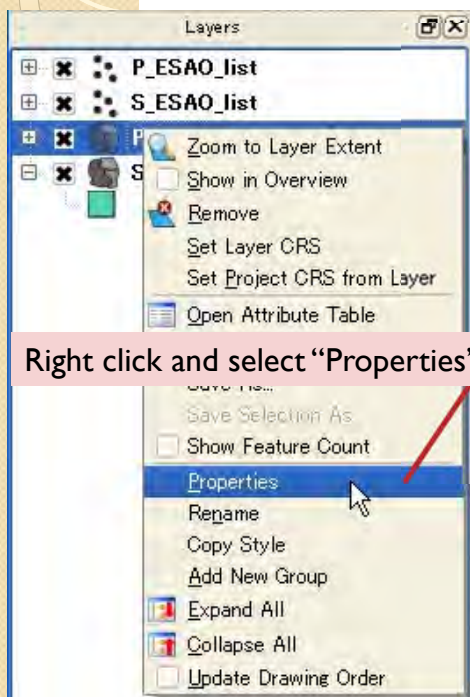 Layers
P_ESAO_list
S_ESAO_list
P
S
Zoom to Layer Extent
Show in Overview
Remove
Set Layer CRS
Set Project CRS from Layer
Open Attribute Table
Right click and select “Properties”
Save As...
Save Selection As
Show Feature Count
Properties
Rename
Copy Style
Add New Group
Expand All
Collapse All
Update Drawing Order